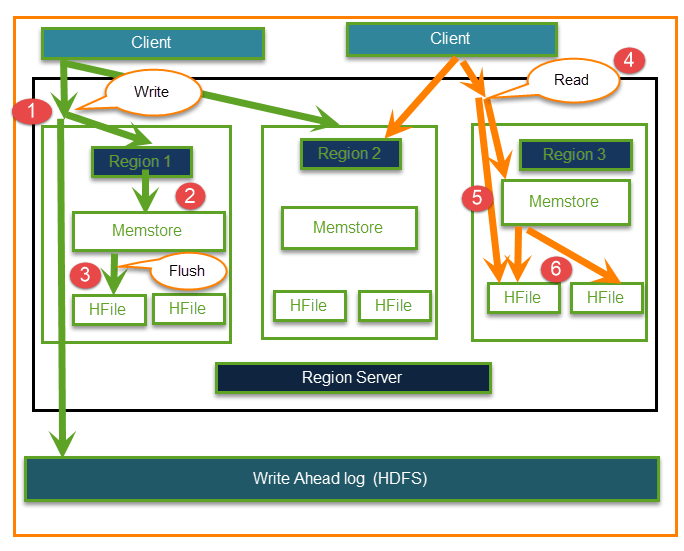 Client
Client
4
Read
Write
1
Region 1
Region 2
Region 3
2
5
Memstore
Memstore
Memstore
3
Flush
6
HFile
HFile
HFile
HFile
HFile
HFile
Region Server
Write Ahead log (HDFS)